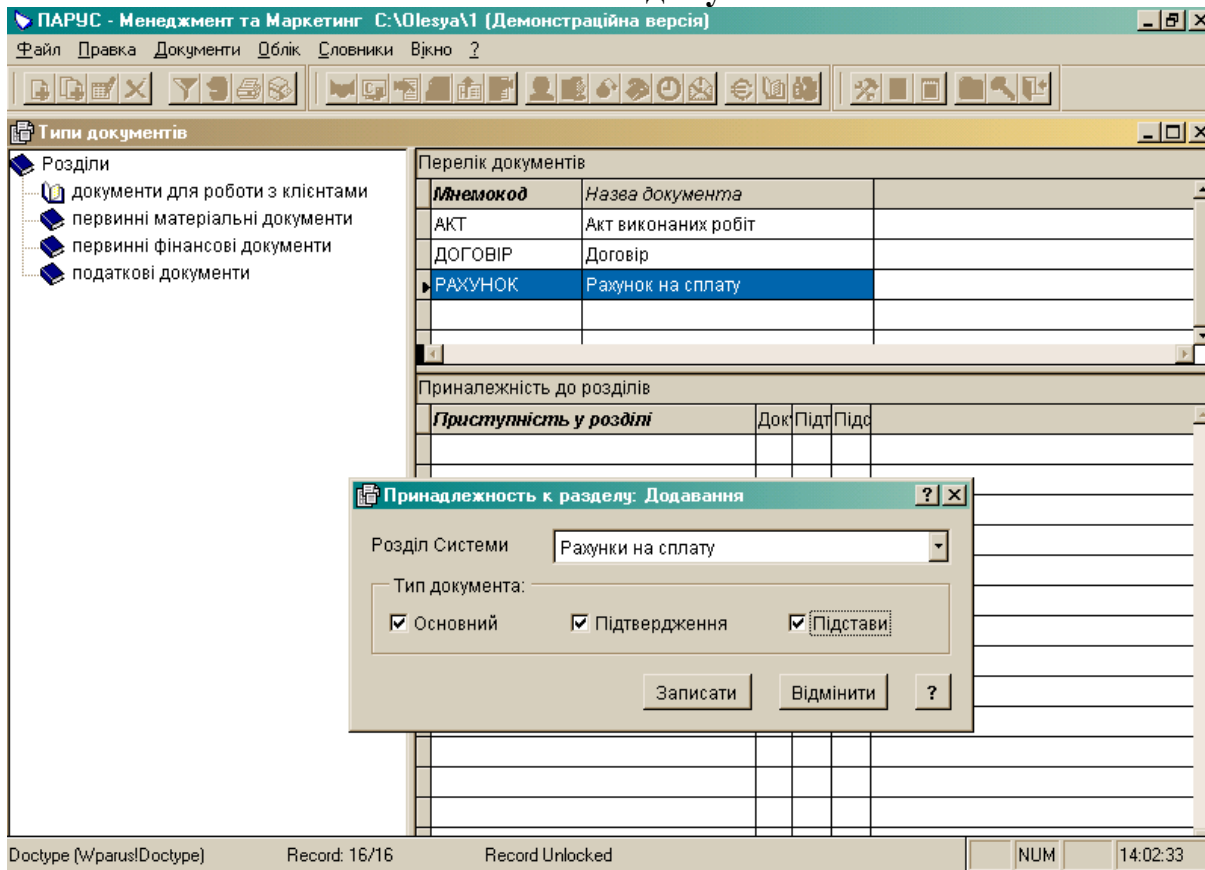 ПАРУС - Менеджмент та Маркетинг C:\Olesya\1 (Демонстраційна версія)
Файл Правка Документи Облік Словники Вікно ?
Типи документів
Розділи
документи для роботи з клієнтами
первинні матеріальні документи
первинні фінансові документи
податкові документи
Перелік документів
Мнемокод Назва документа
АКТ Акт виконаних робіт
ДОГОВІР Договір
РАХУНОК Рахунок на сплату
Приналежність до розділів
Приступність у розділі Док Підт Підс
Принадлежность к разделу: Додавання
Розділ Системи Рахунки на сплату
Тип документа:
Основний Підтвердження Підстави
Записати Відмінити ?
Doctype (Wparus!Doctype) Record: 16/16 Record Unlocked NUM 14:02:33